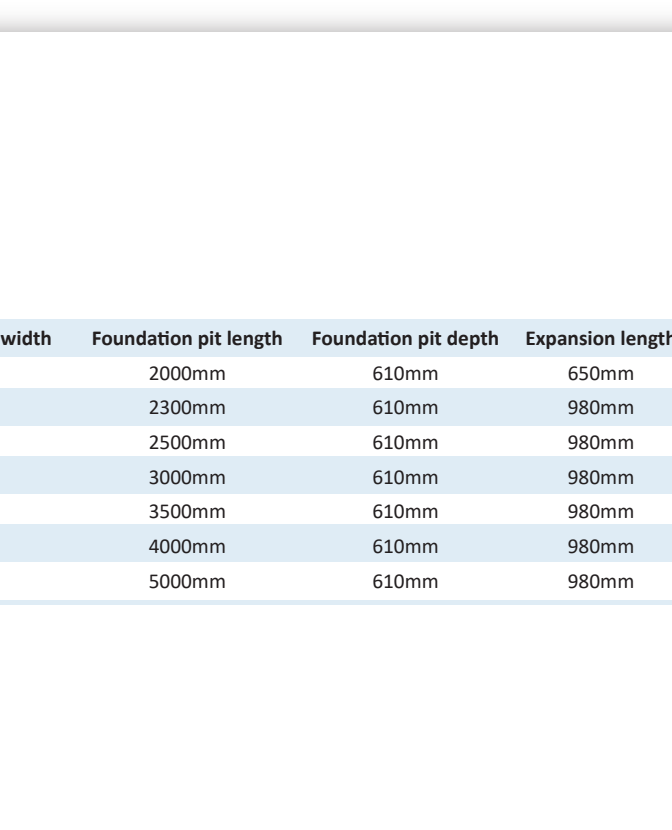 width Foundation pit length Foundation pit depth Expansion length
2000mm 610mm 650mm
2300mm 610mm 980mm
2500mm 610mm 980mm
3000mm 610mm 980mm
3500mm 610mm 980mm
4000mm 610mm 980mm
5000mm 610mm 980mm